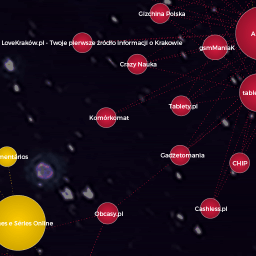 Gizchina Polska
A
LoveKraków.pl - Twoje pierwsze źródło informacji o Krakowie
gsmManiaK
Crazy Nauka
table
Tablety.pl
Komórkomat
Gadżetomania
mentários
CHIP
Cashless.pl
Obcasy.pl
es e Séries Online